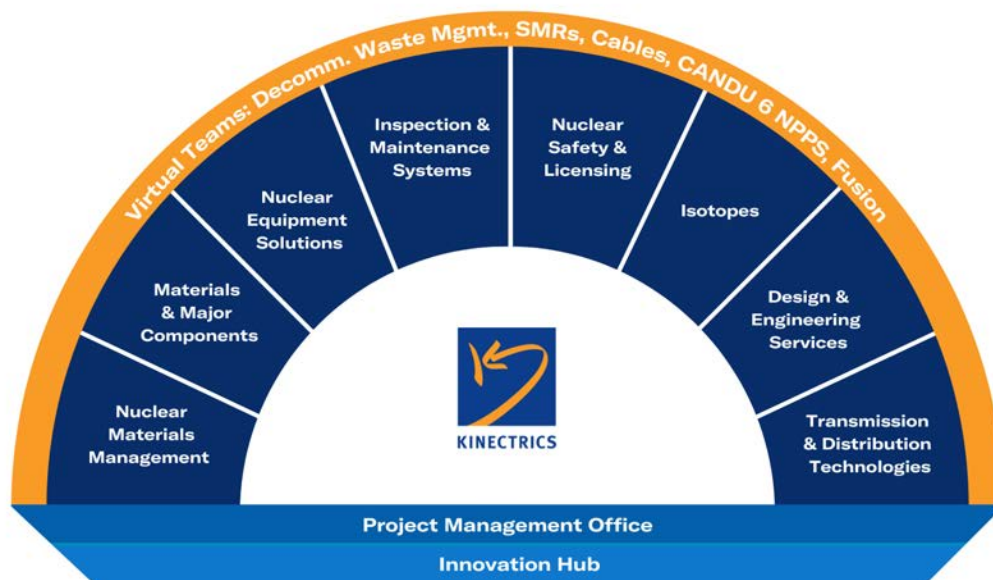 Virtual Teams: Decomm. Waste Mgmt., SMRs, Cables, CANDU 6 NPPS, Fusion
Nuclear
Materials
Management
Materials
& Major
Components
Nuclear
Equipment
Solutions
Inspection &
Maintenance
Systems
Nuclear
Safety &
Licensing
Isotopes
Design &
Engineering
Services
Transmission
& Distribution
Technologies
KINECTRICS
Project Management Office
Innovation Hub